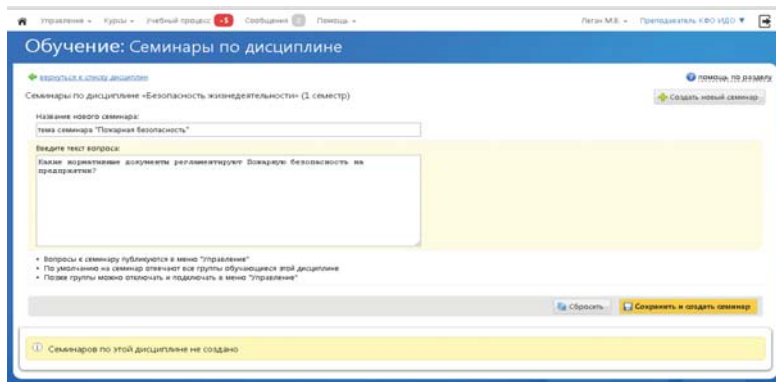 Управление Курсы Учебный процесс -5 Сообщения Помощь Леган М.В. Преподаватель КФО ИДО
Обучение: Семинары по дисциплине
вернуться к списку дисциплин помощь по разделу
Семинары по дисциплине «Безопасность жизнедеятельности» (1 семестр) Создать новый семинар
Название нового семинара:
тема семинара "Пожарная безопасность"
Введите текст вопроса:
Какие нормативные документы регламентируют Пожарную безопасность на
предприятии?
• Вопросы к семинару публикуются в меню "Управление"
• По умолчанию на семинар отвечают все группы обучающиеся этой дисциплине
• Позже группы можно отключать и подключать в меню "Управление"
Сбросить Сохранить и создать семинар
Семинаров по этой дисциплине не создано